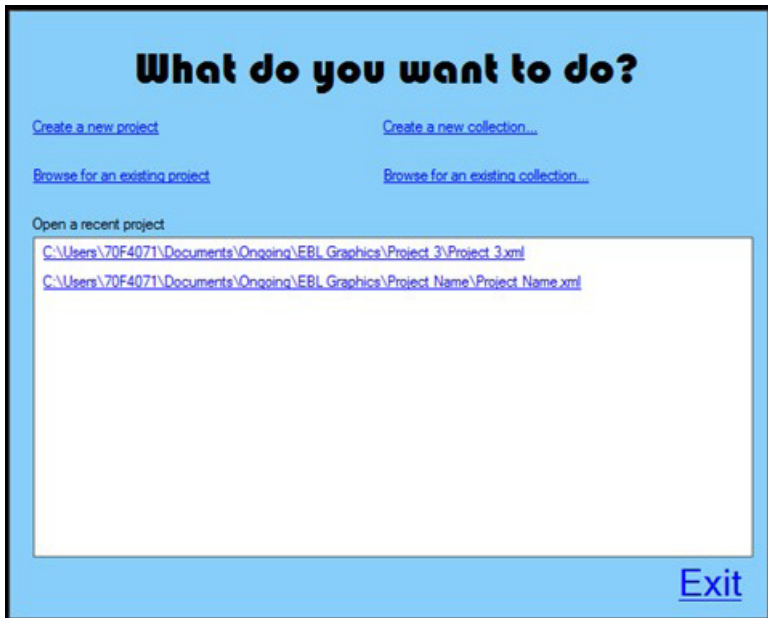 What do you want to do?
Create a new project
Create a new collection...
Browse for an existing project
Browse for an existing collection...
Open a recent project
C:\Users\70F4071\Documents\Ongoing\EBL Graphics\Project 3\Project 3.xml
C:\Users\70F4071\Documents\Ongoing\EBL Graphics\Project Name\Project Name.xml
Exit